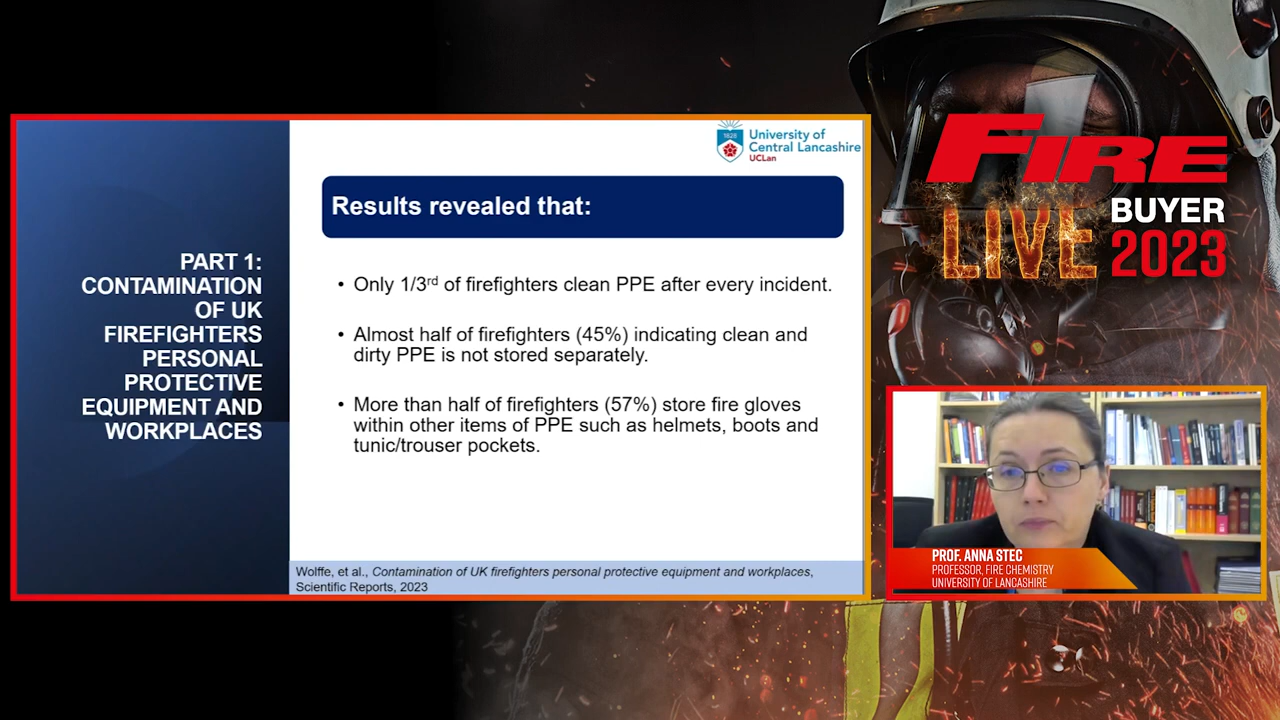 PART 1:
CONTAMINATION
OF UK
FIREFIGHTERS
PERSONAL
PROTECTIVE
EQUIPMENT AND
WORKPLACES
1828
University of
Central Lancashire
UCLan
Results revealed that:
• Only 1/3rd of firefighters clean PPE after every incident.
• Almost half of firefighters (45%) indicating clean and
dirty PPE is not stored separately.
• More than half of firefighters (57%) store fire gloves
within other items of PPE such as helmets, boots and
tunic/trouser pockets.
Wolffe, et al., Contamination of UK firefighters personal protective equipment and workplaces,
Scientific Reports, 2023
FIRE
LIVE BUYER
2023
PROF. ANNA STEC
PROFESSOR, FIRE CHEMISTRY
UNIVERSITY OF LANCASHIRE